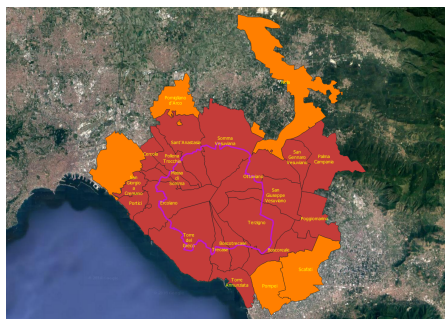 Nola
Pomigliano
d'Arco
Sant'Anastasia
Somma
Vesuviana
Cercola
Pollena
Trocchia
San
Gennaro
Vesuviano
Palma
Campania
Massa
di
Somma
Ottaviano
San
Giorgio
a
Cremano
San
Giuseppe
Vesuviano
Portici
Ercolano
Terzigno
Poggiomarino
Torre
del
Greco
Boscotrecase
Trecase
Boscoreale
Torre
Annunziata
Pompei
Scafati